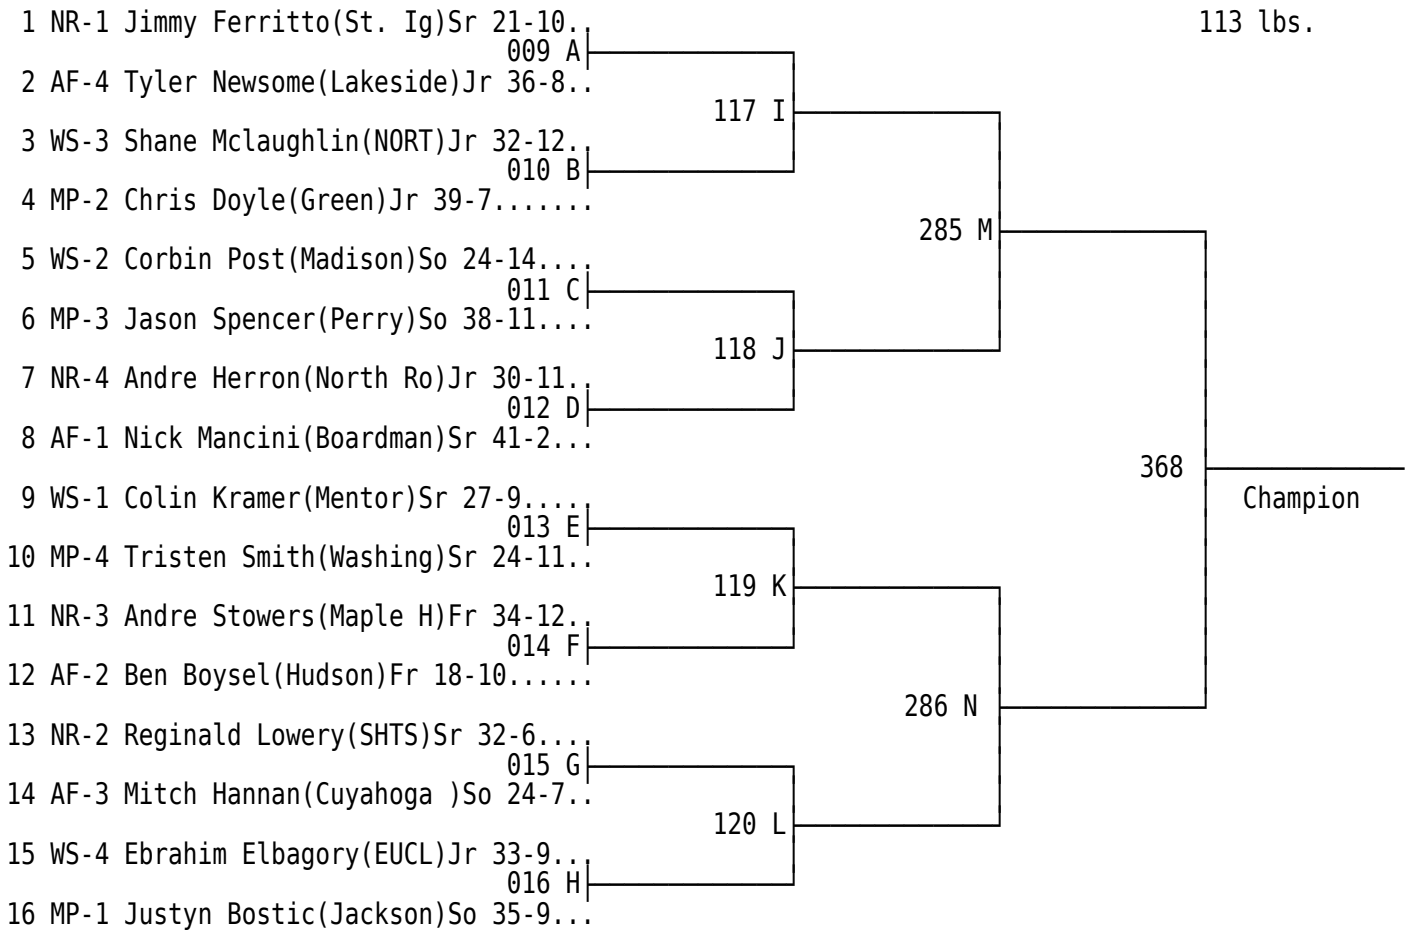 1 NR-1 Jimmy Ferritto(St. Ig)Sr 21-10.. 113 lbs.
009 A
2 AF-4 Tyler Newsome(Lakeside)Jr 36-8..
117 I
3 WS-3 Shane Mclaughlin(NORT)Jr 32-12..
010 B
4 MP-2 Chris Doyle(Green)Jr 39-7.......
285 M
5 WS-2 Corbin Post(Madison)So 24-14....
011 C
6 MP-3 Jason Spencer(Perry)So 38-11....
118 J
7 NR-4 Andre Herron(North Ro)Jr 30-11..
012 D
8 AF-1 Nick Mancini(Boardman)Sr 41-2...
368
9 WS-1 Colin Kramer(Mentor)Sr 27-9..... Champion
013 E
10 MP-4 Tristen Smith(Washing)Sr 24-11..
119 K
11 NR-3 Andre Stowers(Maple H)Fr 34-12..
014 F
12 AF-2 Ben Boysel(Hudson)Fr 18-10......
286 N
13 NR-2 Reginald Lowery(SHTS)Sr 32-6....
015 G
14 AF-3 Mitch Hannan(Cuyahoga )So 24-7..
120 L
15 WS-4 Ebrahim Elbagory(EUCL)Jr 33-9...
016 H
16 MP-1 Justyn Bostic(Jackson)So 35-9...